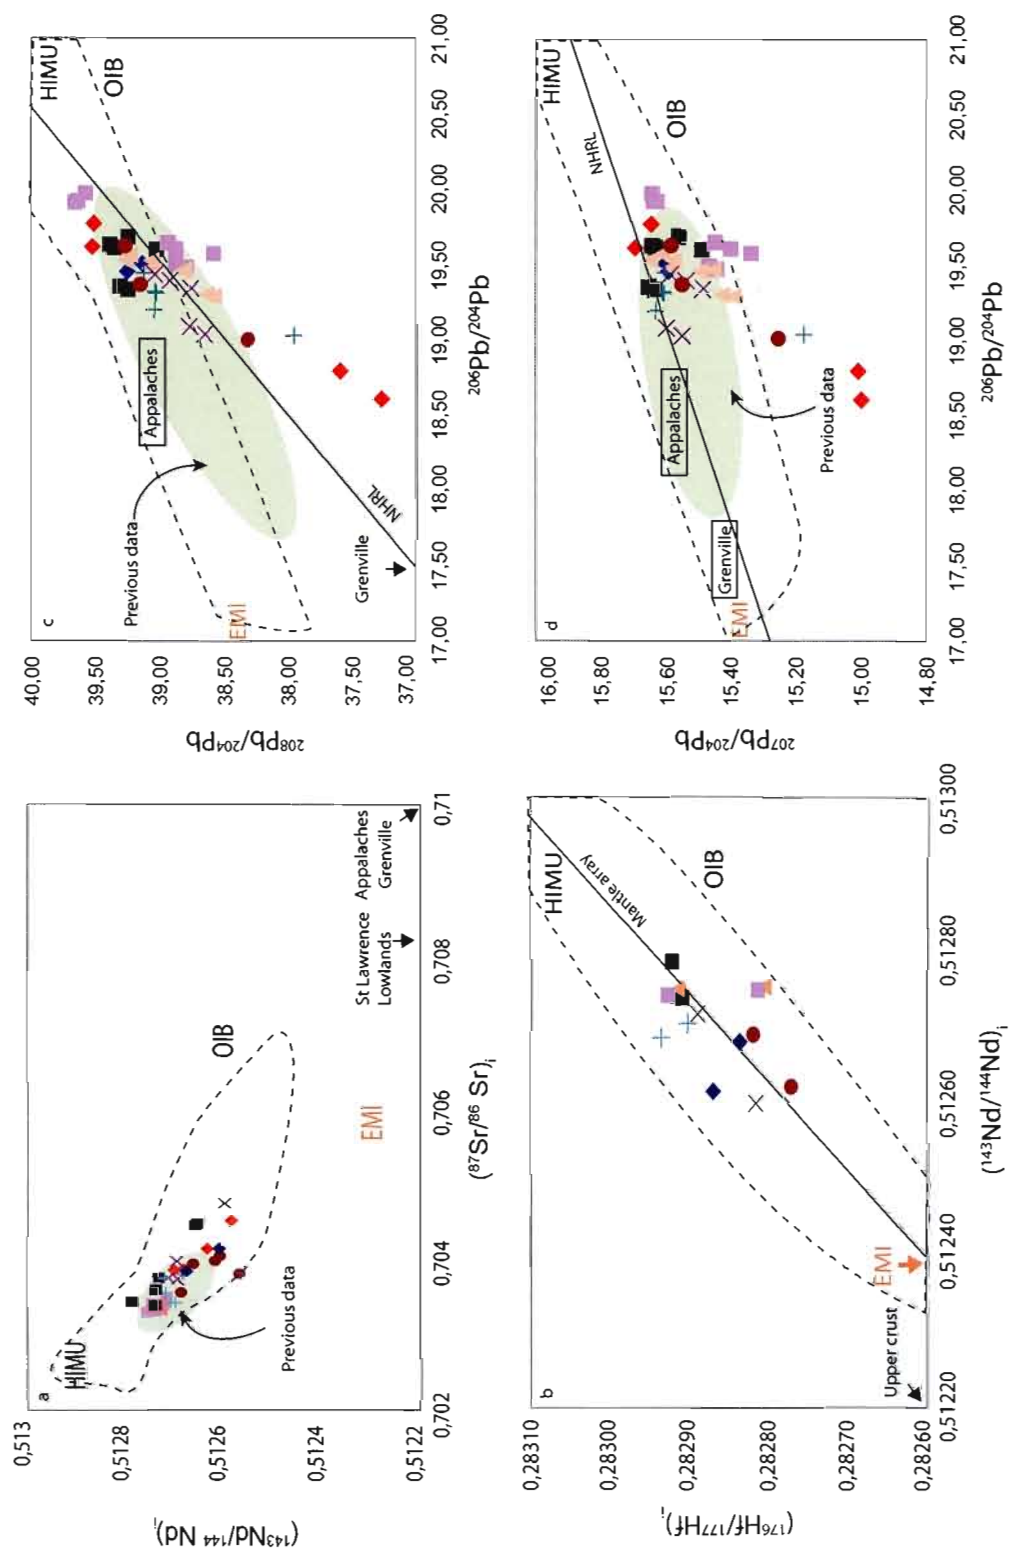 a
HIMU
OIB
EMI
Previous data
St Lawrence
Lowlands
Appalaches
Grenville
0,513
0,5128
0,5126
0,5124
0,5122
(143Nd/144 Nd)i
0,702
0,704
0,706
0,708
0,71
(87Sr/86 Sr)i
c
HIMU
OIB
Appalaches
Previous data
NHRL
Grenville
EMI
40,00
39,50
39,00
38,50
38,00
37,00
208Pb/204Pb
17,00
17,50
18,00
18,50
19,00
19,50
20,00
20,50
21,00
206Pb/204Pb
b
HIMU
Mantle array
OIB
EMI
Upper crust
0,28310
0,28300
0,28290
0,28280
0,28270
0,28260
(176Hf/177Hf)i
0,51220
0,51240
0,51260
0,51280
0,51300
(143Nd/144Nd)i
d
HIMU
NHRL
OIB
Appalaches
Grenville
EMI
Previous data
16,00
15,80
15,60
15,40
15,20
15,00
14,80
207Pb/204Pb
17,00
17,50
18,00
18,50
19,00
19,50
20,00
20,50
21,00
206Pb/204Pb